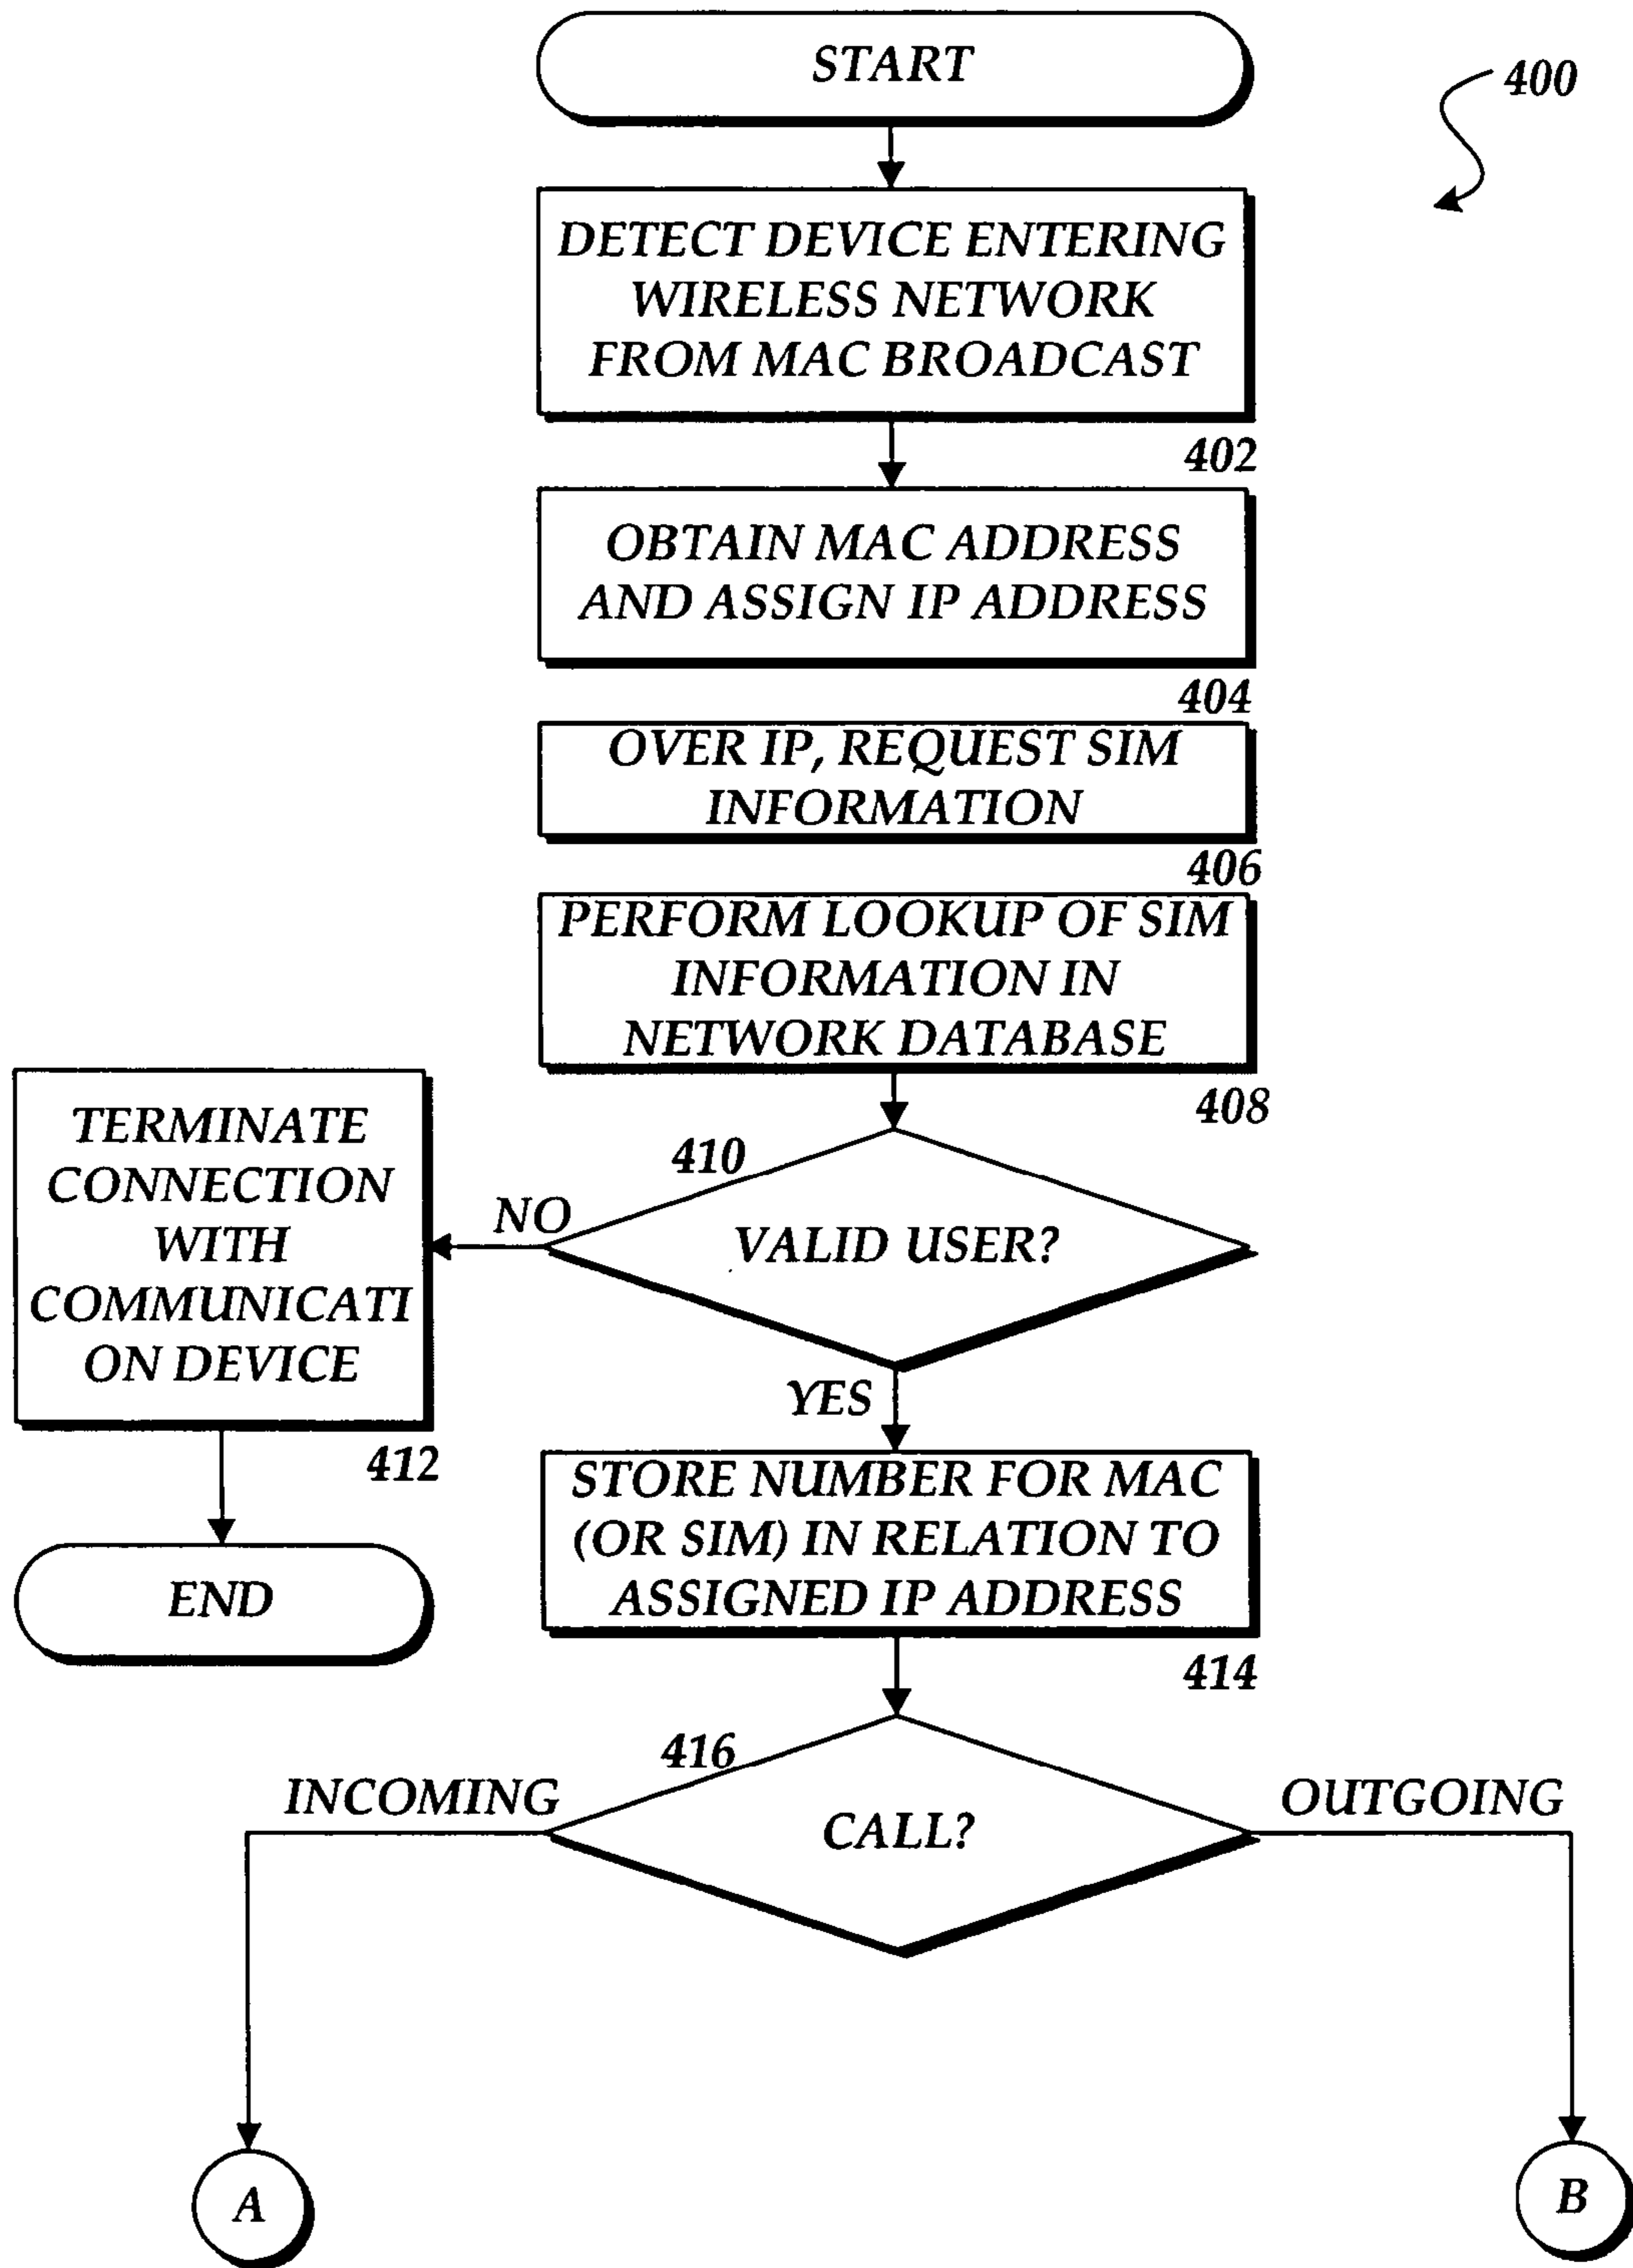 START
400
DETECT DEVICE ENTERING
WIRELESS NETWORK
FROM MAC BROADCAST
402
OBTAIN MAC ADDRESS
AND ASSIGN IP ADDRESS
404
OVER IP, REQUEST SIM
INFORMATION
406
PERFORM LOOKUP OF SIM
INFORMATION IN
NETWORK DATABASE
408
410
VALID USER?
NO
TERMINATE
CONNECTION
WITH
COMMUNICATI
ON DEVICE
412
END
YES
STORE NUMBER FOR MAC
(OR SIM) IN RELATION TO
ASSIGNED IP ADDRESS
414
416
CALL?
INCOMING
OUTGOING
A
B